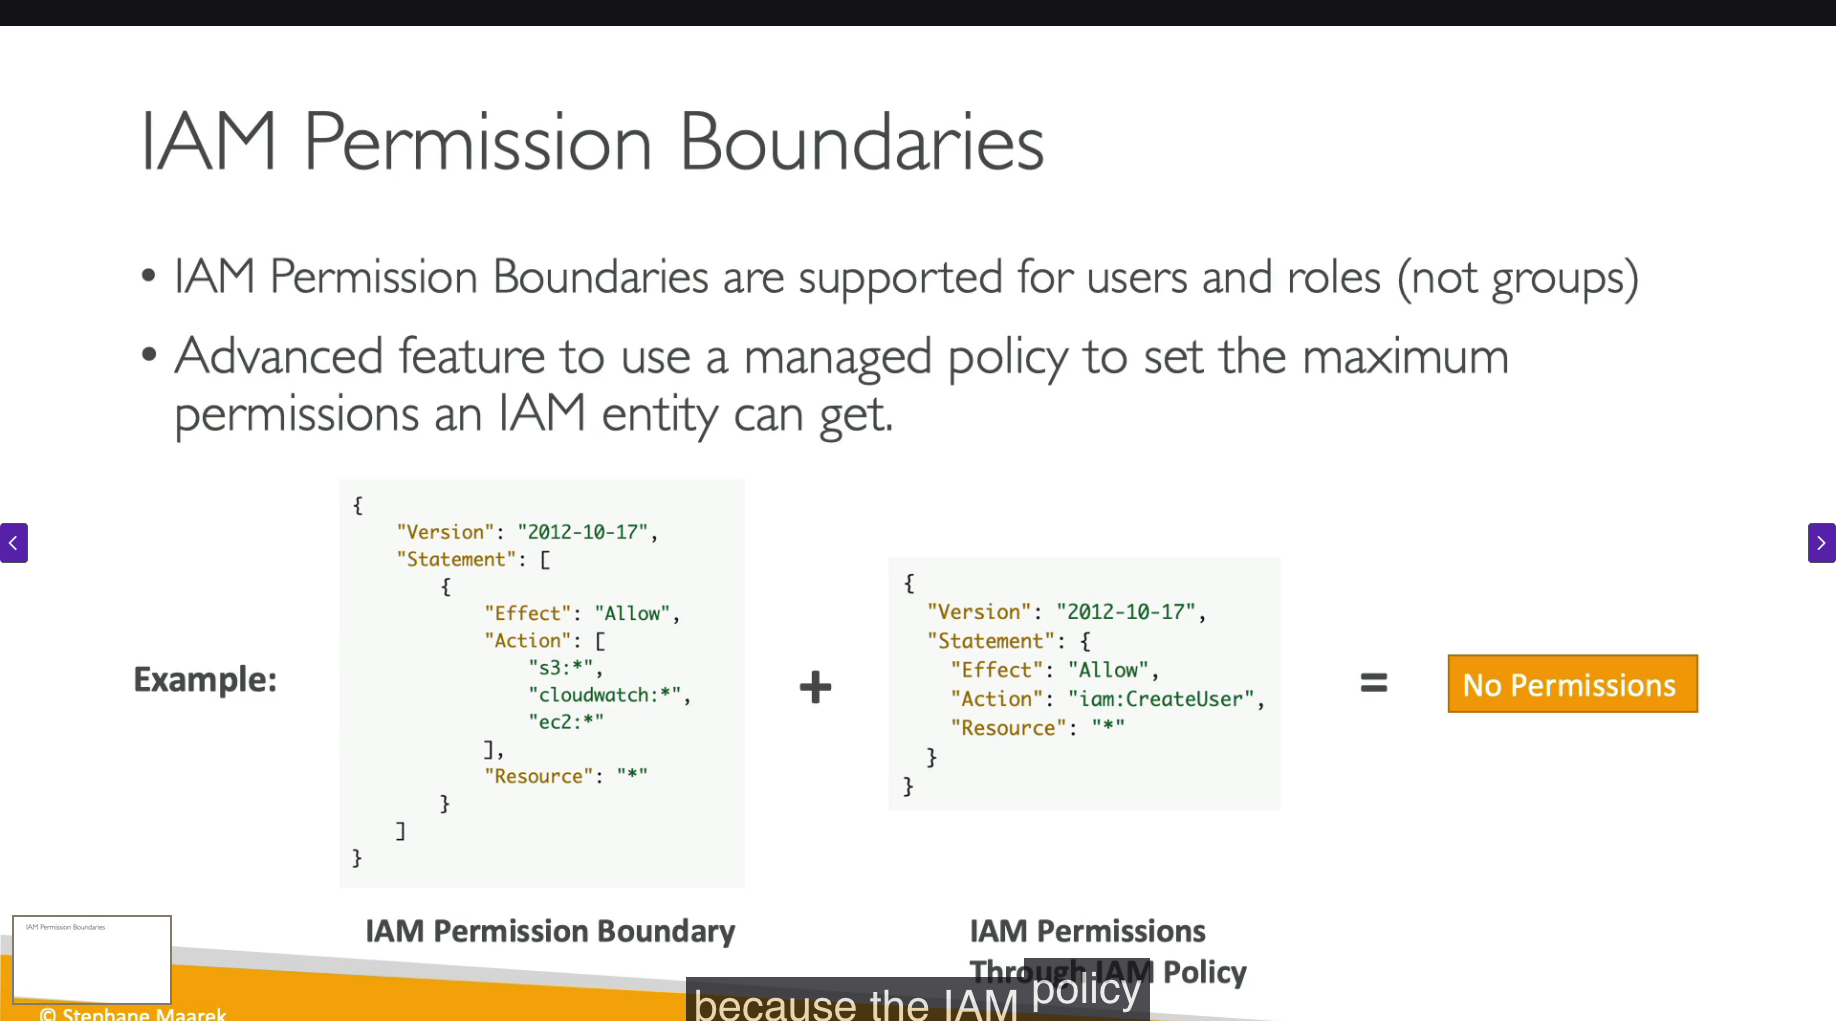 IAM Permission Boundaries
• IAM Permission Boundaries are supported for users and roles (not groups)
• Advanced feature to use a managed policy to set the maximum
permissions an IAM entity can get.
Example:
{
    "Version": "2012-10-17",
    "Statement": [
        {
            "Effect": "Allow",
            "Action": [
                "s3:*",
                "cloudwatch:*",
                "ec2:*"
            ],
            "Resource": "*"
        }
    ]
}
IAM Permission Boundary
+
{
  "Version": "2012-10-17",
  "Statement": {
    "Effect": "Allow",
    "Action": "iam:CreateUser",
    "Resource": "*"
  }
}
IAM Permissions
Through IAM Policy
=
No Permissions
IAM Permission Boundaries
© Stephane Maarek
because the IAM policy